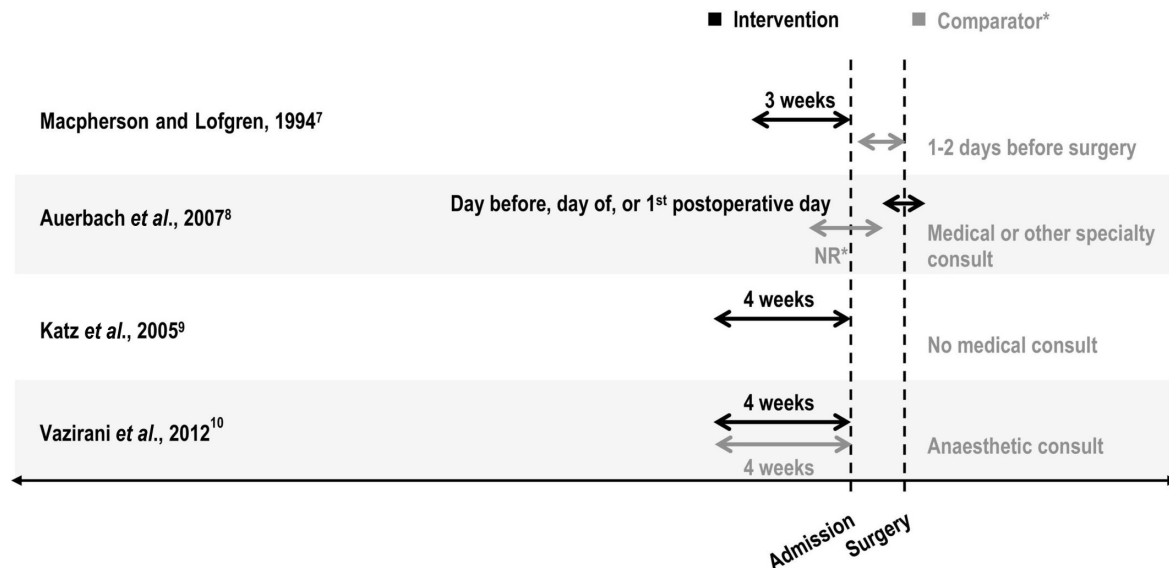 Intervention
Comparator*
Macpherson and Lofgren, 1994⁷
3 weeks
1-2 days before surgery
Auerbach et al., 2007⁸
Day before, day of, or 1st postoperative day
NR*
Medical or other specialty
consult
Katz et al., 2005⁹
4 weeks
No medical consult
Vazirani et al., 2012¹⁰
4 weeks
4 weeks
Anaesthetic consult
Admission
Surgery